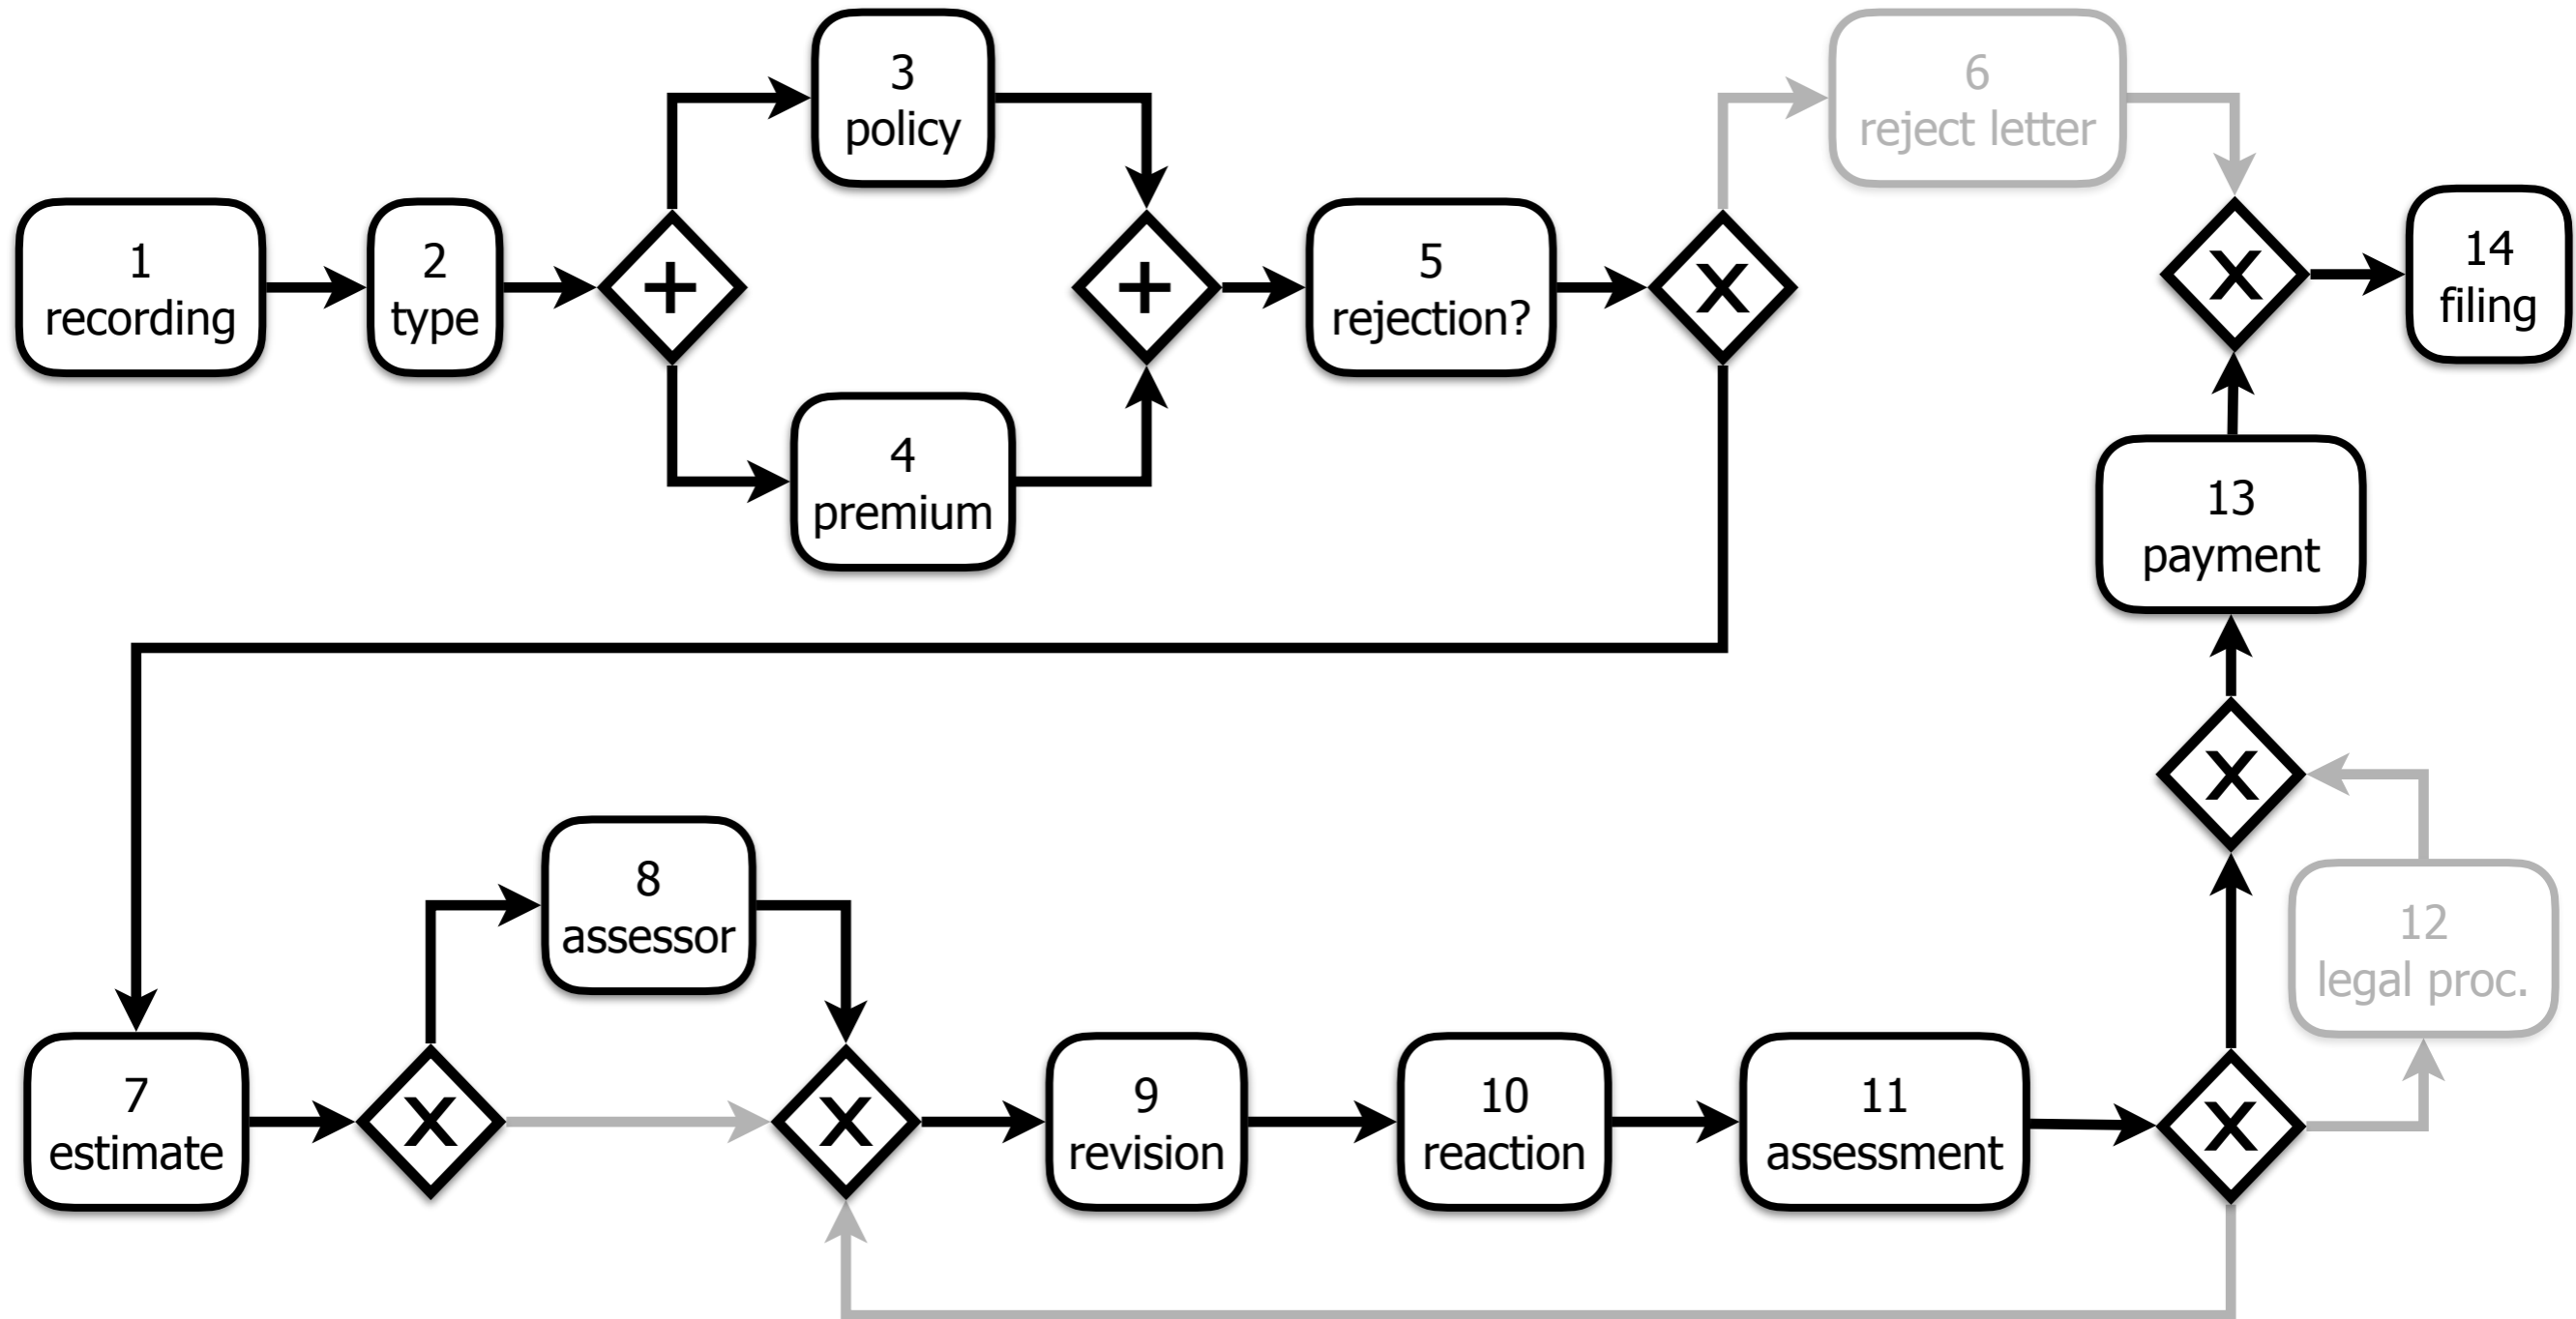 1
recording
2
type
+
3
policy
4
premium
+
5
rejection?
X
6
reject letter
X
14
filing
13
payment
X
12
legal proc.
7
estimate
X
8
assessor
X
9
revision
10
reaction
11
assessment
X